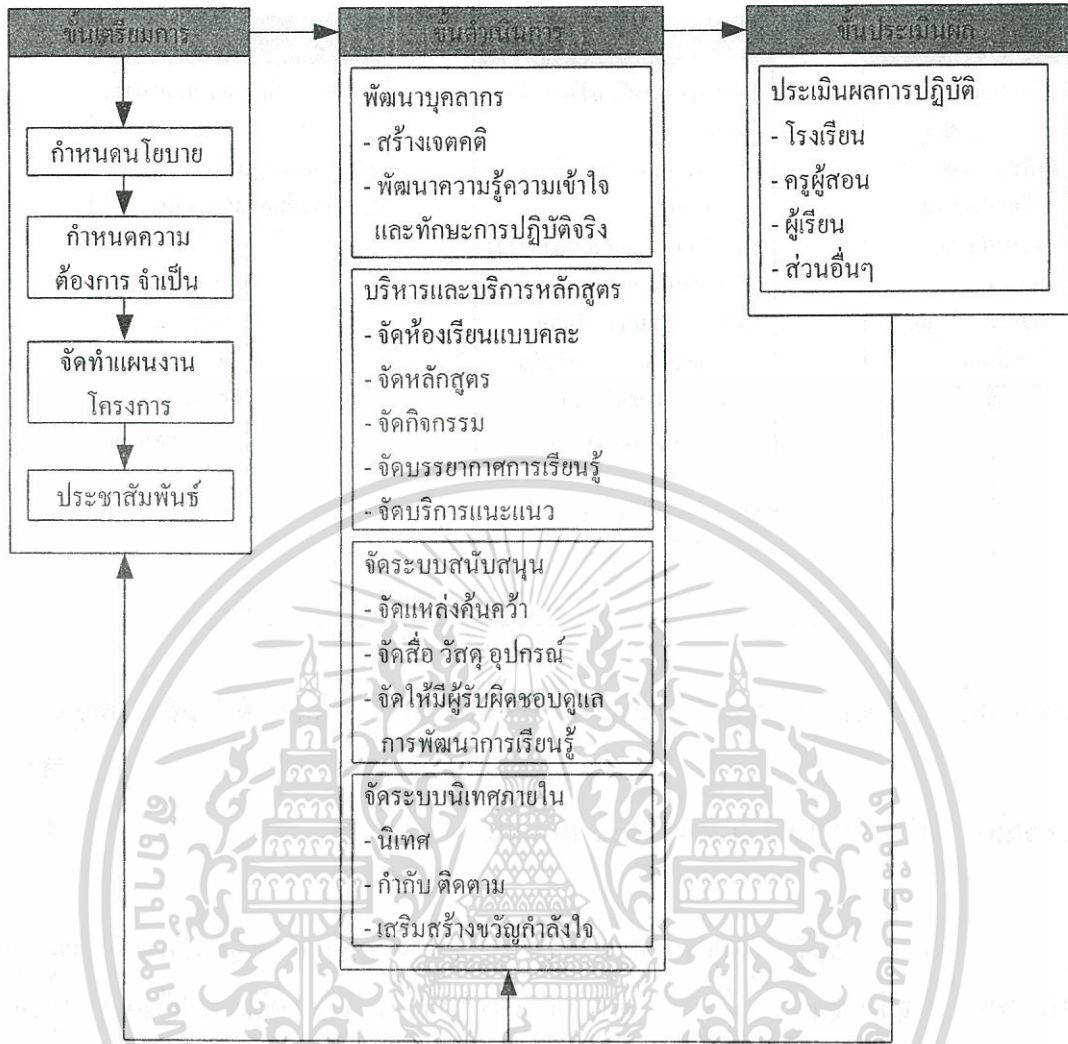 ขั้นเตรียมการ
กำหนดนโยบาย
กำหนดความ
ต้องการ จำเป็น
จัดทำแผนงาน
โครงการ
ประชาสัมพันธ์
ขั้นดำเนินการ
พัฒนาบุคลากร
- สร้างเจตคติ
- พัฒนาความรู้ความเข้าใจ
และทักษะการปฏิบัติจริง
บริหารและบริการหลักสูตร
- จัดห้องเรียนแบบคละ
- จัดหลักสูตร
- จัดกิจกรรม
- จัดบรรยากาศการเรียนรู้
- จัดบริการแนะแนว
จัดระบบสนับสนุน
- จัดแหล่งค้นคว้า
- จัดสื่อ วัสดุ อุปกรณ์
- จัดให้มีผู้รับผิดชอบดูแล
การพัฒนาการเรียนรู้
จัดระบบนิเทศภายใน
- นิเทศ
- กำกับ ติดตาม
- เสริมสร้างขวัญกำลังใจ
ขั้นประเมินผล
ประเมินผลการปฏิบัติ
- โรงเรียน
- ครูผู้สอน
- ผู้เรียน
- ส่วนอื่นๆ